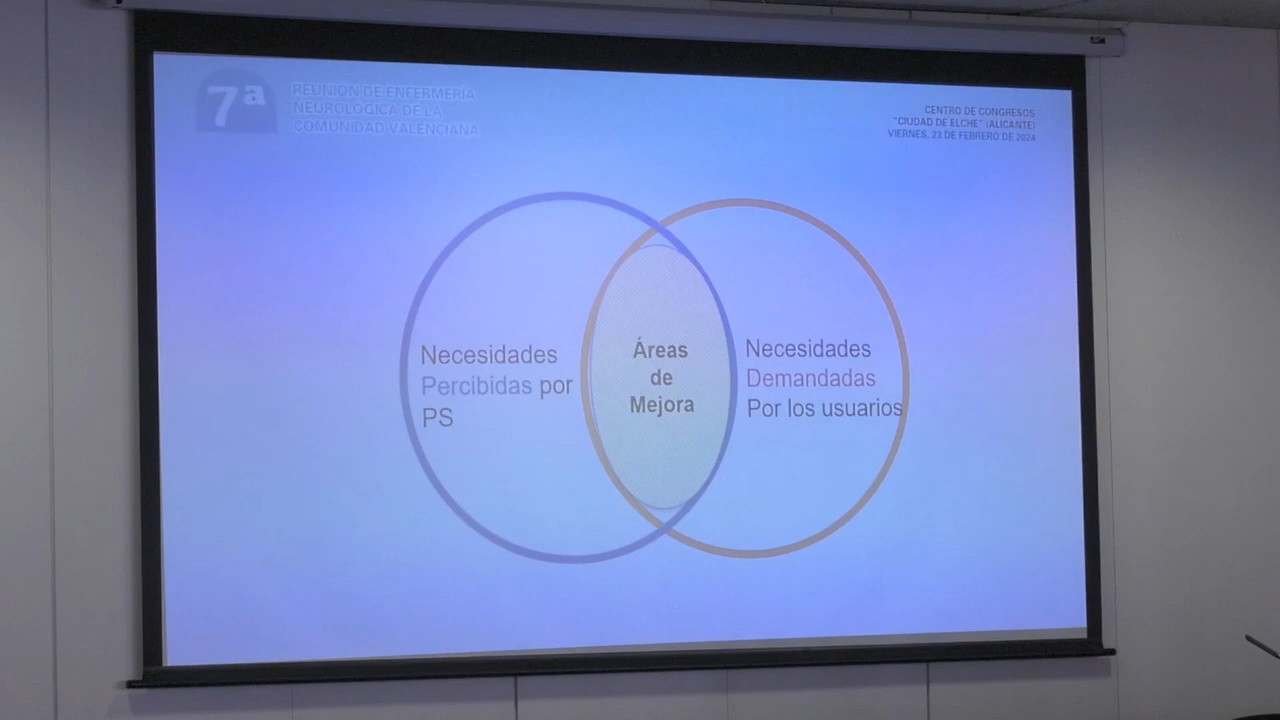 7ª
REUNIÓN DE ENFERMERÍA
NEUROLÓGICA DE LA
COMUNIDAD VALENCIANA
CENTRO DE CONGRESOS
"CIUDAD DE ELCHE" (ALICANTE)
VIERNES, 23 DE FEBRERO DE 2024
Necesidades
Percibidas por
PS
Áreas
de
Mejora
Necesidades
Demandadas
Por los usuarios